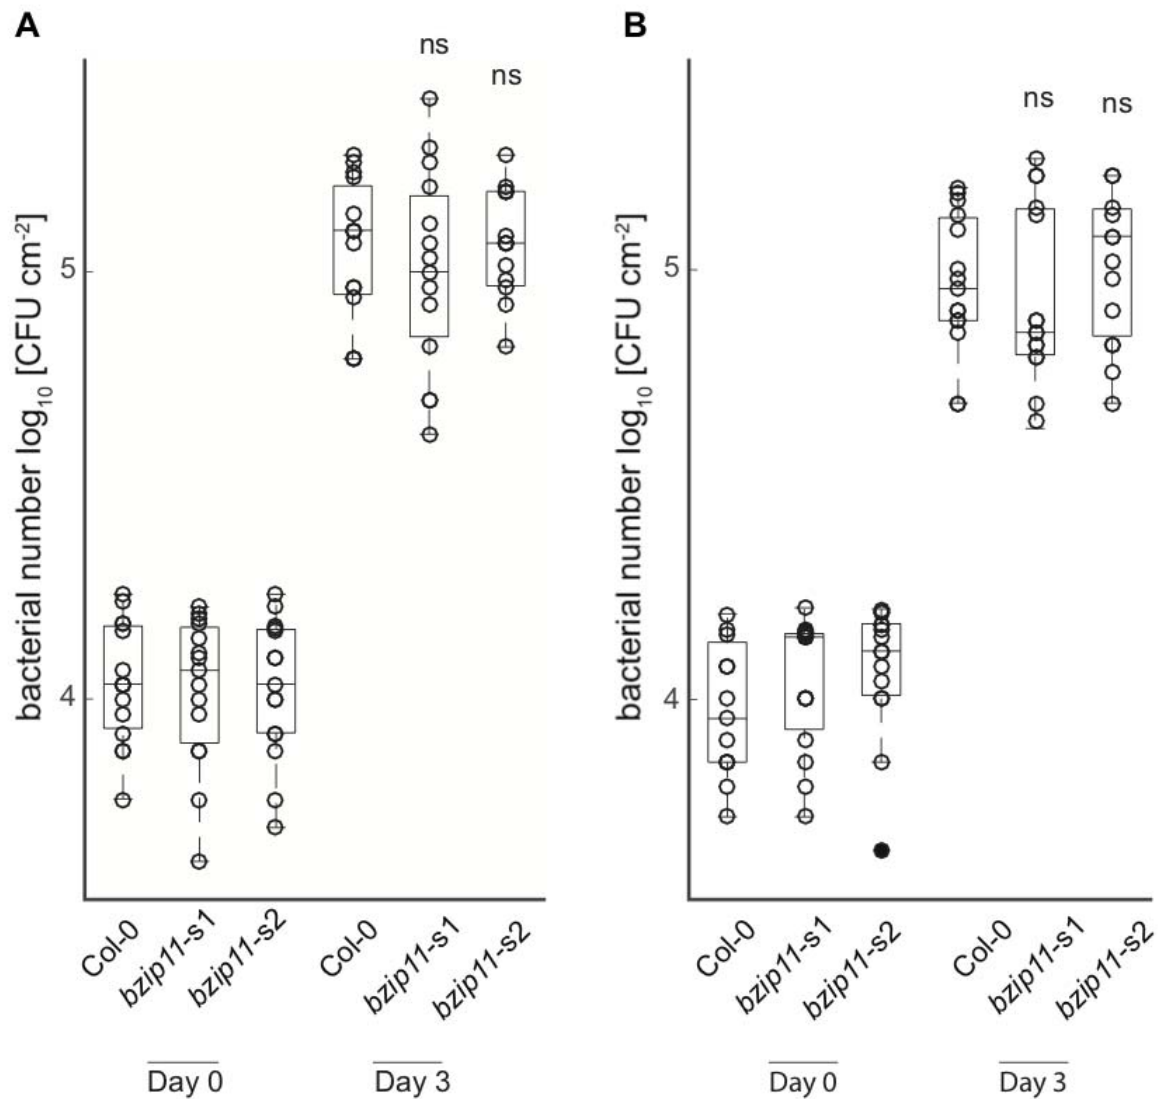 A
B
ns
ns
ns
ns
bacterial number log10 [CFU cm-2]
5
4
bacterial number log10 [CFU cm-2]
5
4
Col-0
bzip11-s1
bzip11-s2
Col-0
bzip11-s1
bzip11-s2
Col-0
bzip11-s1
bzip11-s2
Col-0
bzip11-s1
bzip11-s2
Day 0
Day 3
Day 0
Day 3